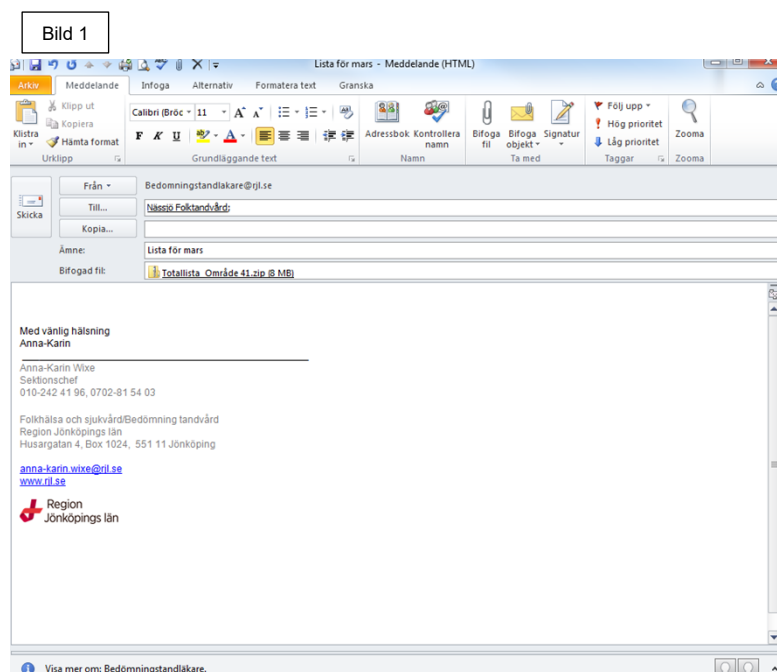 Bild 1
Lista för mars - Meddelande (HTML)
Arkiv Meddelande Infoga Alternativ Formatera text Granska
Klistra in
Klipp ut
Kopiera
Hämta format
Urklipp
Calibri (Bröc 11
F K U
Grundläggande text
Adressbok Kontrollera namn
Namn
Bifoga fil Bifoga objekt Signatur
Ta med
Följ upp
Hög prioritet
Låg prioritet
Taggar
Zooma
Zooma
Skicka
Från Bedomningstandlakare@rjl.se
Till... Nässjö Folktandvård;
Kopia...
Ämne: Lista för mars
Bifogad fil: Totallista Område 41.zip (8 MB)
Med vänlig hälsning
Anna-Karin
Anna-Karin Wixe
Sektionschef
010-242 41 96, 0702-81 54 03
Folkhälsa och sjukvård/Bedömning tandvård
Region Jönköpings län
Husargatan 4, Box 1024, 551 11 Jönköping
anna-karin.wixe@rjl.se
www.rjl.se
Region
Jönköpings län
Visa mer om: Bedömningstandläkare.